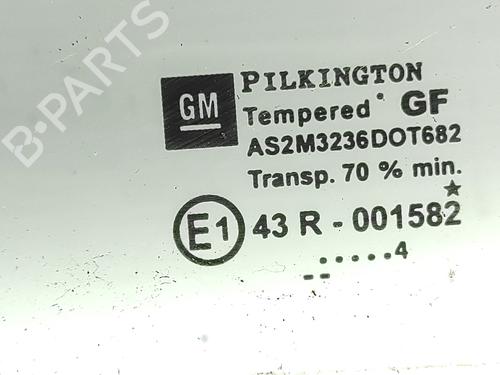 B-PARTS
GM
PILKINGTON
Tempered GF
AS2M3236DOT682
Transp. 70 % min.
E1 43 R - 001582
.....4